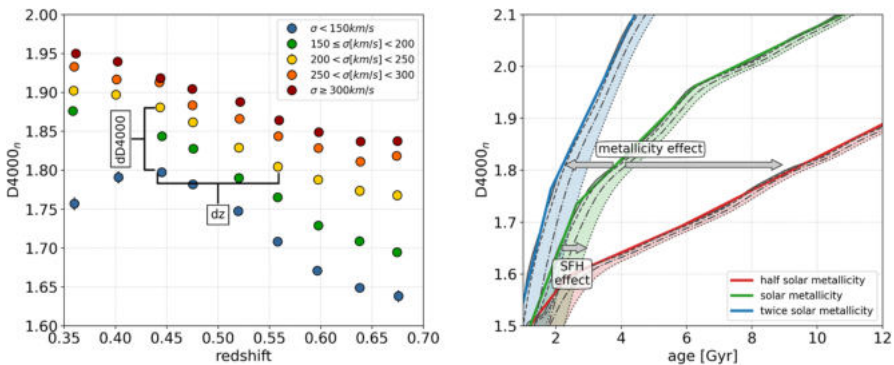 2.00
1.95
1.90
1.85
1.80
1.75
1.70
1.65
1.60
D4000n
0.35 0.40 0.45 0.50 0.55 0.60 0.65 0.70
redshift
σ < 150km/s
150 ≤ σ[km/s] < 200
200 < σ[km/s] < 250
250 < σ[km/s] < 300
σ ≥ 300km/s
dD4000
dz
2.1
2.0
1.9
1.8
1.7
1.6
1.5
D4000n
2 4 6 8 10 12
age [Gyr]
metallicity effect
SFH
effect
half solar metallicity
solar metallicity
twice solar metallicity